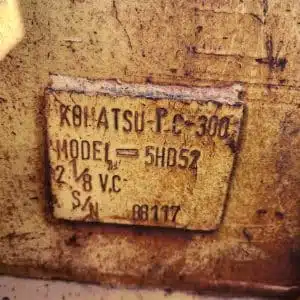 KOMATSU-P.C-300
MODEL-5HD52
2 1/8 V.C
S/N 08117